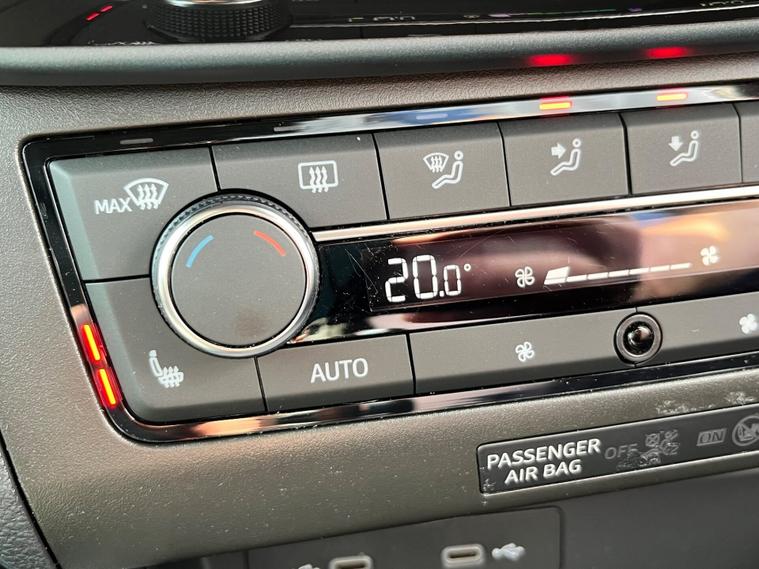 MAX
20.0°
AUTO
PASSENGER
AIR BAG
OFF
ON